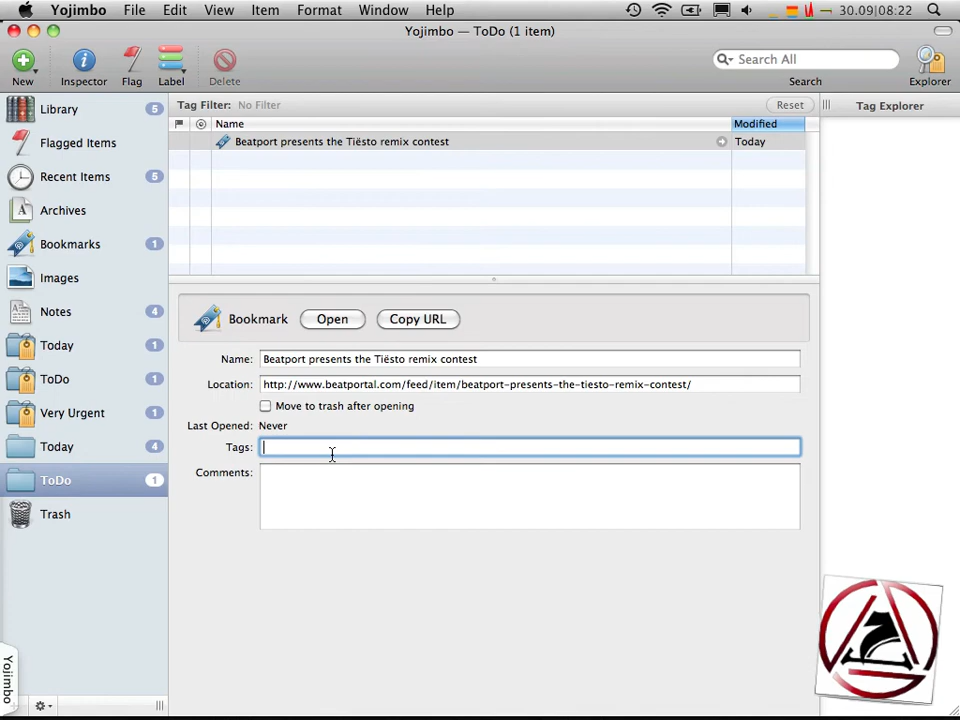 Yojimbo File Edit View Item Format Window Help 30.09|08:22
Yojimbo — ToDo (1 item)
New Inspector Flag Label Delete Search All Search Explorer
Library 5
Flagged Items
Recent Items 5
Archives
Bookmarks 1
Images
Notes 4
Today 1
ToDo 1
Very Urgent 1
Today 4
ToDo 1
Trash
Tag Filter: No Filter Reset
Name Modified
Beatport presents the Tiësto remix contest Today
Bookmark Open Copy URL
Name: Beatport presents the Tiësto remix contest
Location: http://www.beatportal.com/feed/item/beatport-presents-the-tiesto-remix-contest/
Move to trash after opening
Last Opened: Never
Tags:
Comments:
Tag Explorer
Yojimbo